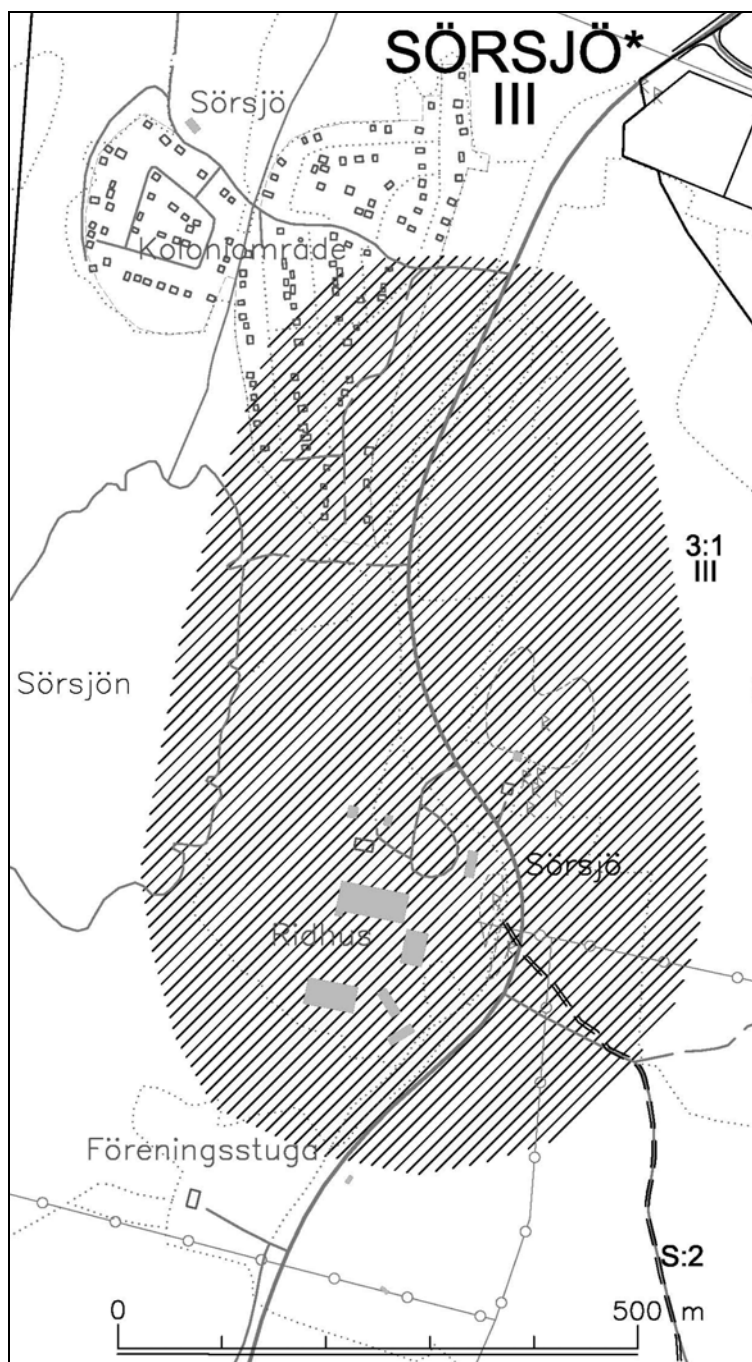 SÖRSJÖ*
III
Sörsjö
Koloniområde
3:1
III
Sörsjön
Sörsjö
Ridhus
Föreningsstuga
S:2
0 500 m